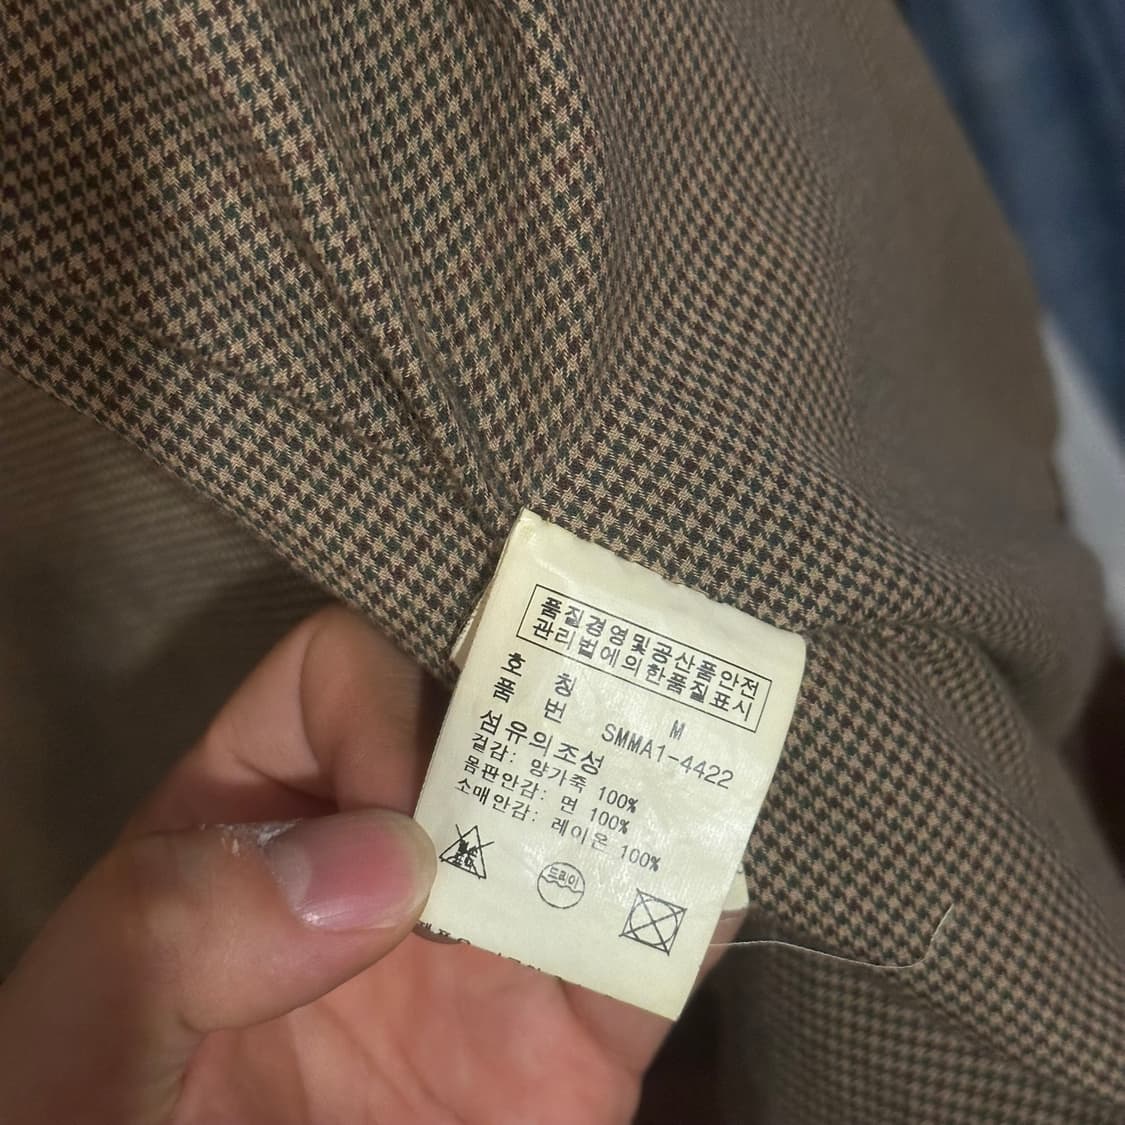 품질경영및공산품안전
관리법에의한품질표시
호 칭 M
품 번 SMMA1-4422
섬유의조성
겉감: 양가죽 100%
몸판안감: 면 100%
소매안감: 레이온 100%
드라이